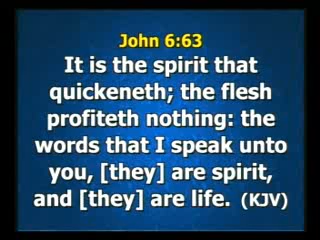 John 6:63
It is the spirit that
quickeneth; the flesh
profiteth nothing: the
words that I speak unto
you, [they] are spirit,
and [they] are life. (KJV)